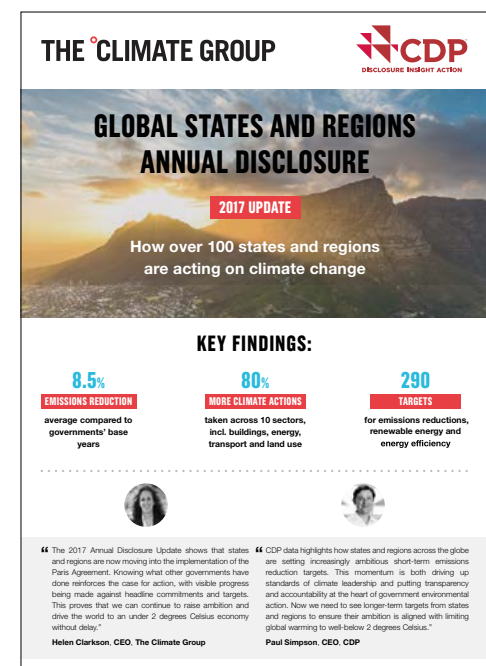 THE °CLIMATE GROUP
CDP
DISCLOSURE INSIGHT ACTION
GLOBAL STATES AND REGIONS
ANNUAL DISCLOSURE
2017 UPDATE
How over 100 states and regions
are acting on climate change
KEY FINDINGS:
8.5%
EMISSIONS REDUCTION
average compared to
governments' base
years
80%
MORE CLIMATE ACTIONS
taken across 10 sectors,
incl. buildings, energy,
transport and land use
290
TARGETS
for emissions reductions,
renewable energy and
energy efficiency
“ The 2017 Annual Disclosure Update shows that states
and regions are now moving into the implementation of the
Paris Agreement. Knowing what other governments have
done reinforces the case for action, with visible progress
being made against headline commitments and targets.
This proves that we can continue to raise ambition and
drive the world to an under 2 degrees Celsius economy
without delay.”
Helen Clarkson, CEO, The Climate Group
“ CDP data highlights how states and regions across the globe
are setting increasingly ambitious short-term emissions
reduction targets. This momentum is both driving up
standards of climate leadership and putting transparency
and accountability at the heart of government environmental
action. Now we need to see longer-term targets from states
and regions to ensure their ambition is aligned with limiting
global warming to well-below 2 degrees Celsius.”
Paul Simpson, CEO, CDP